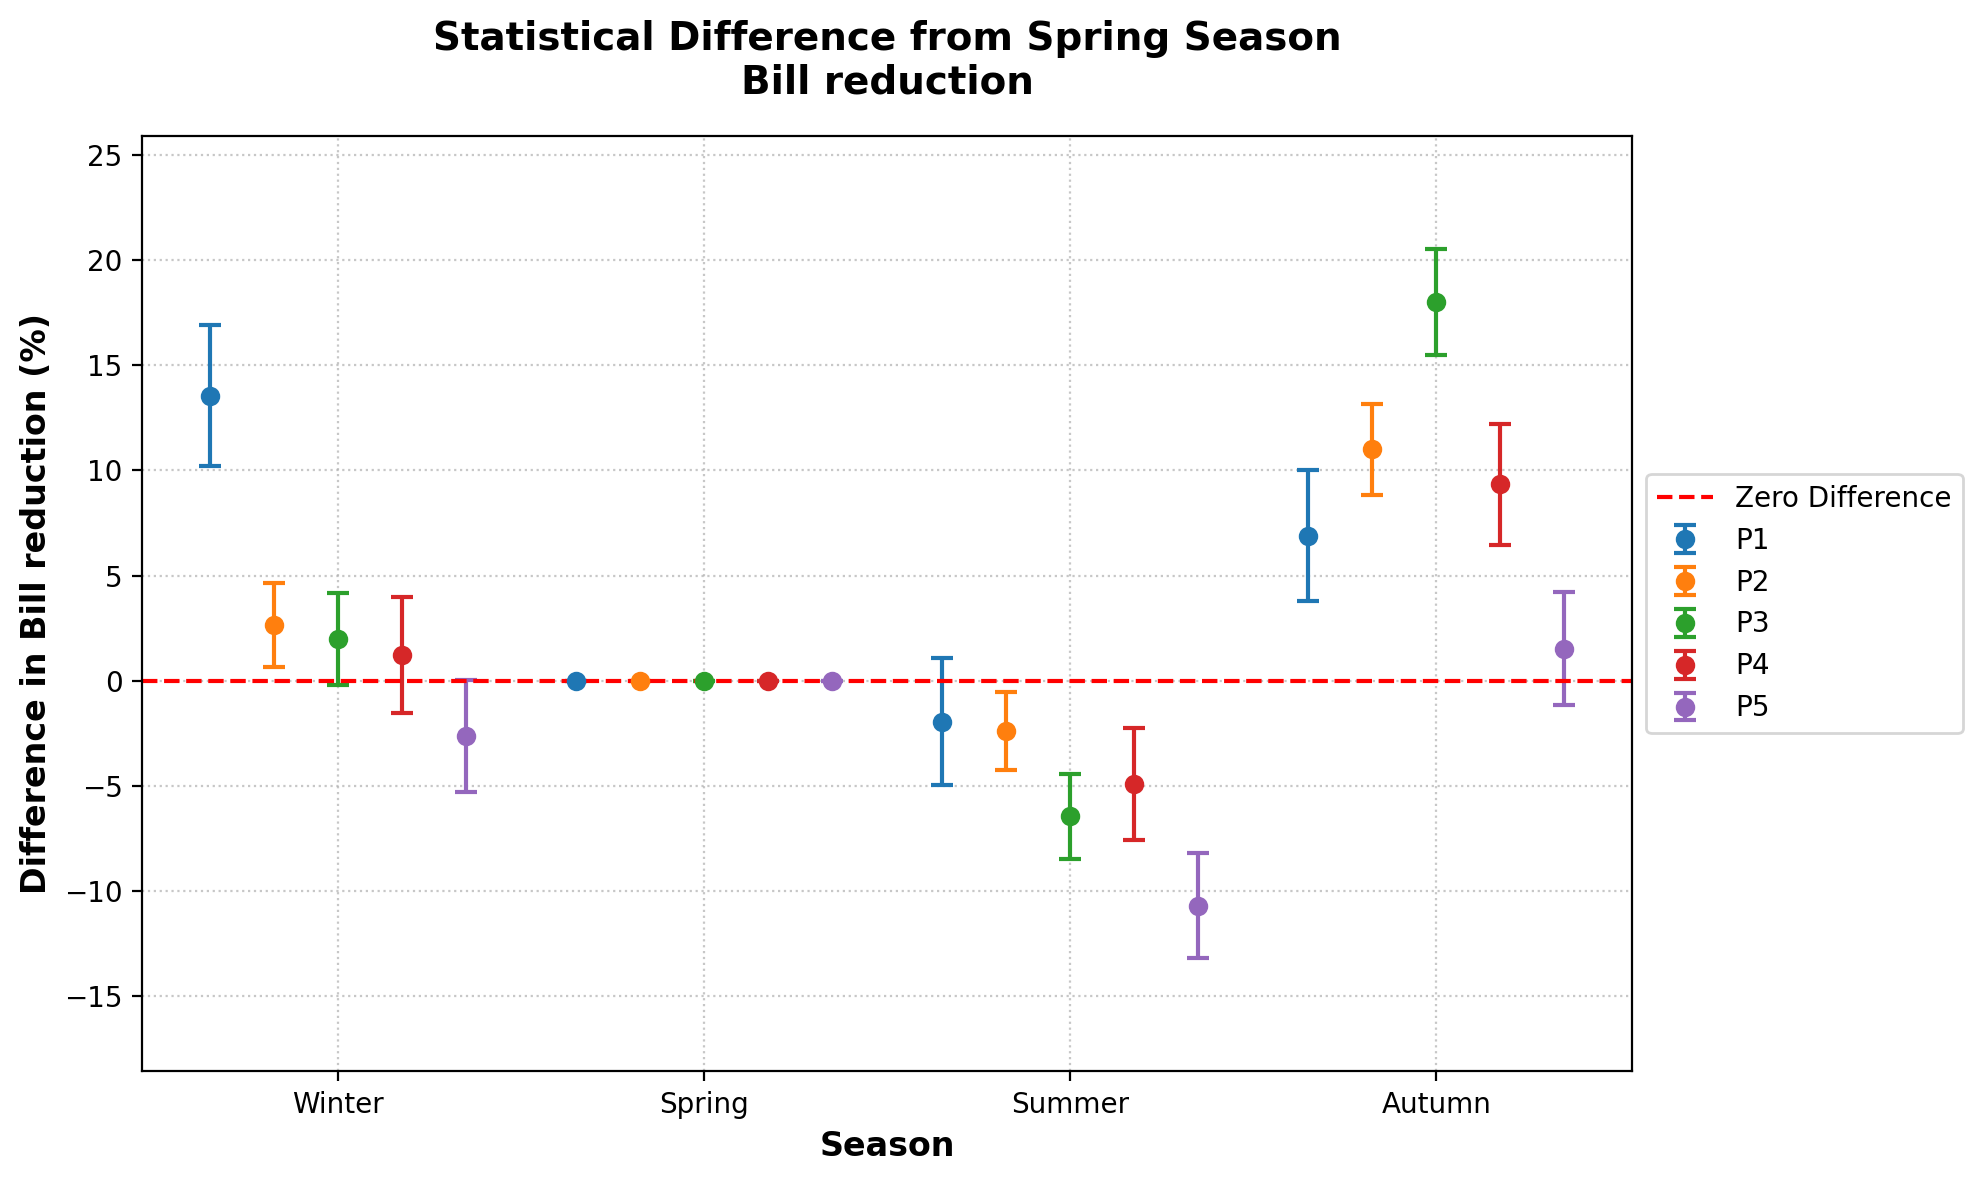 Statistical Difference from Spring Season
Bill reduction
Difference in Bill reduction (%)
25
20
15
10
5
0
−5
−10
−15
Winter
Spring
Summer
Autumn
Season
Zero Difference
P1
P2
P3
P4
P5